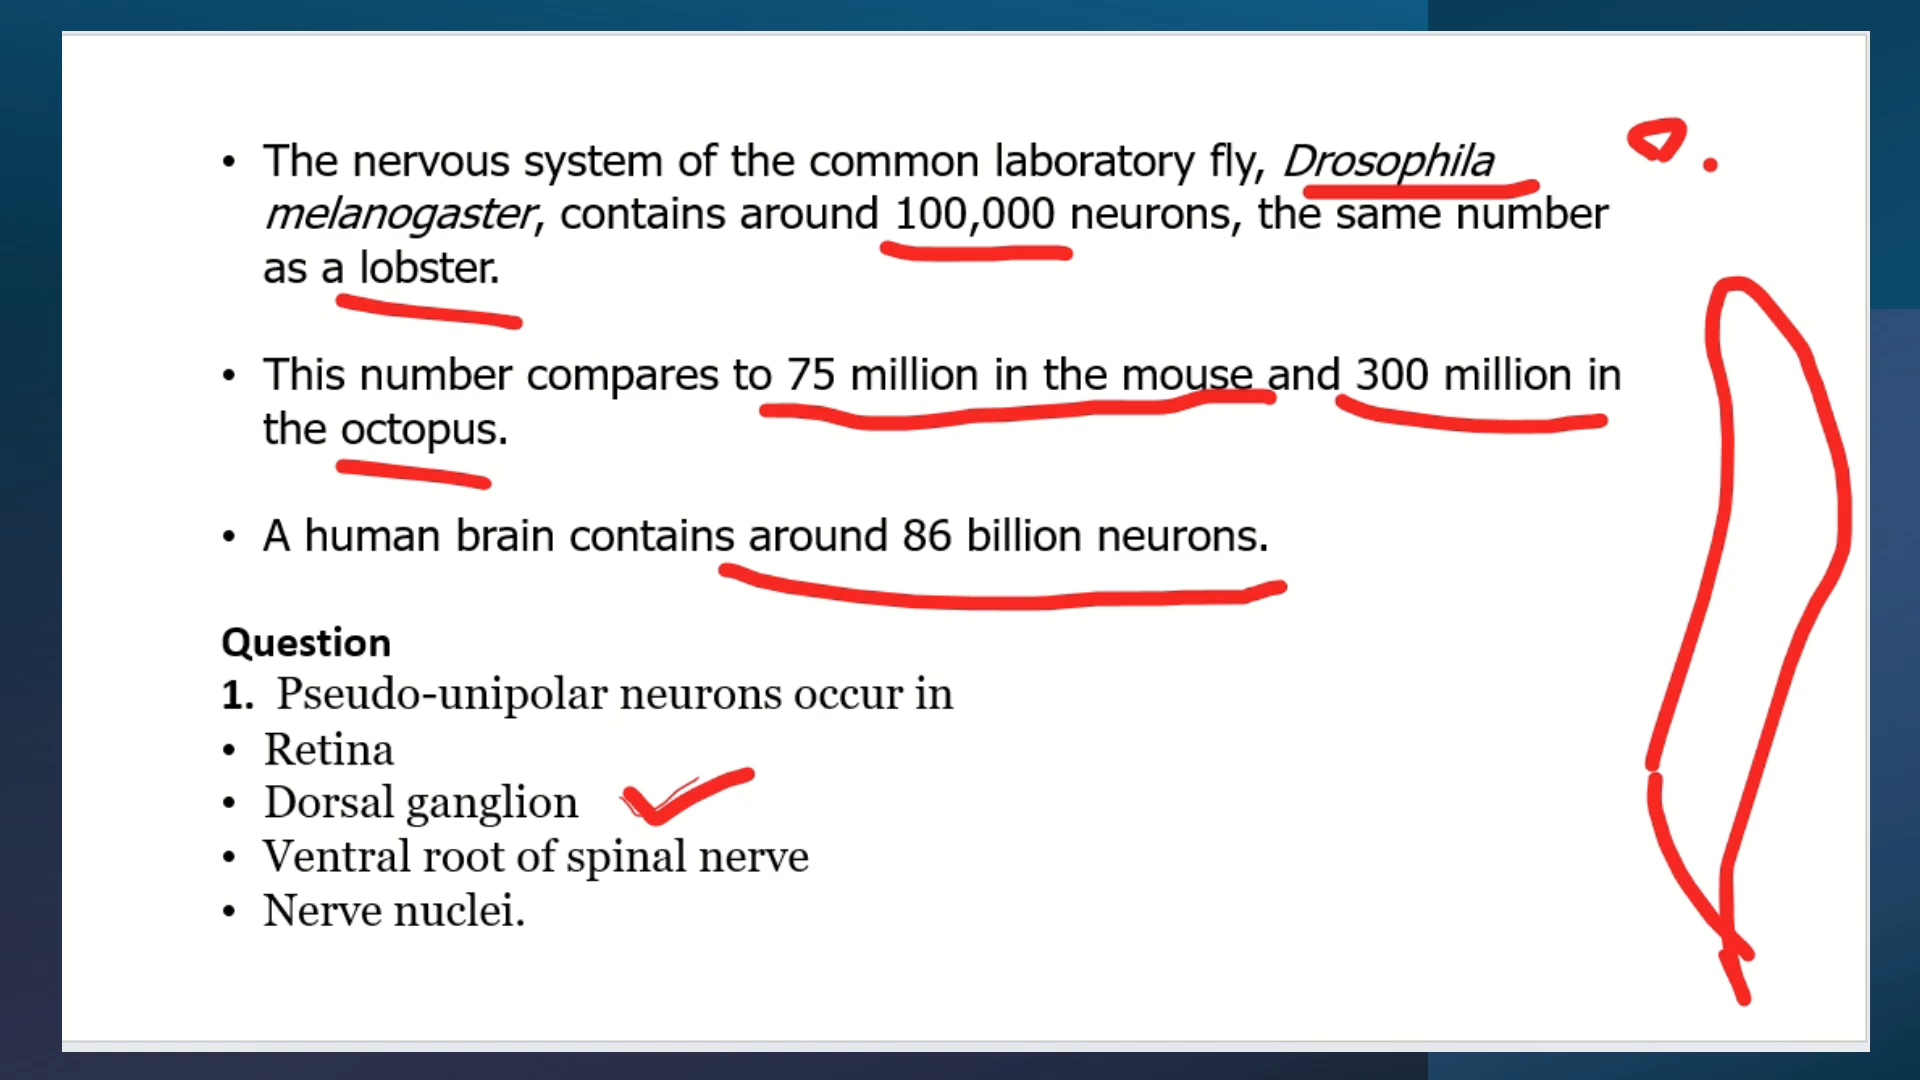 • The nervous system of the common laboratory fly, Drosophila
melanogaster, contains around 100,000 neurons, the same number
as a lobster.
• This number compares to 75 million in the mouse and 300 million in
the octopus.
• A human brain contains around 86 billion neurons.
Question
1. Pseudo-unipolar neurons occur in
• Retina
• Dorsal ganglion
• Ventral root of spinal nerve
• Nerve nuclei.